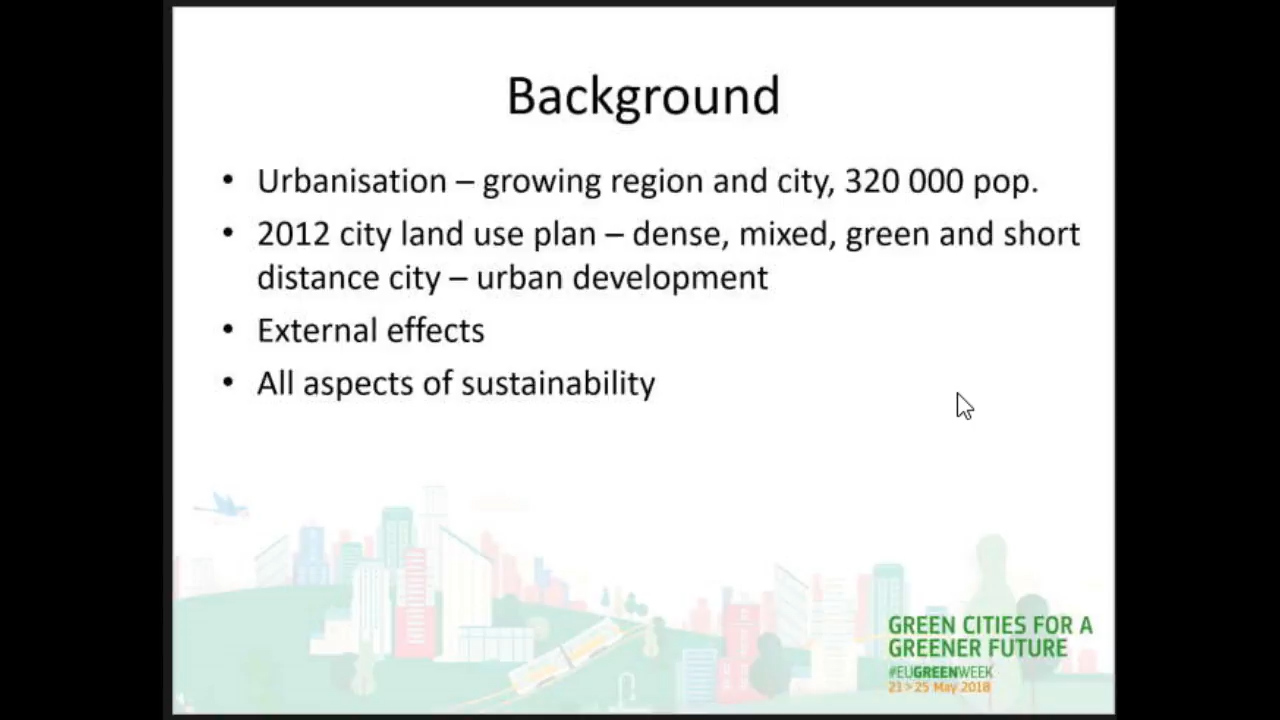 Background
• Urbanisation – growing region and city, 320 000 pop.
• 2012 city land use plan – dense, mixed, green and short
distance city – urban development
• External effects
• All aspects of sustainability
GREEN CITIES FOR A
GREENER FUTURE
#EUGREENWEEK
21 > 25 May 2018